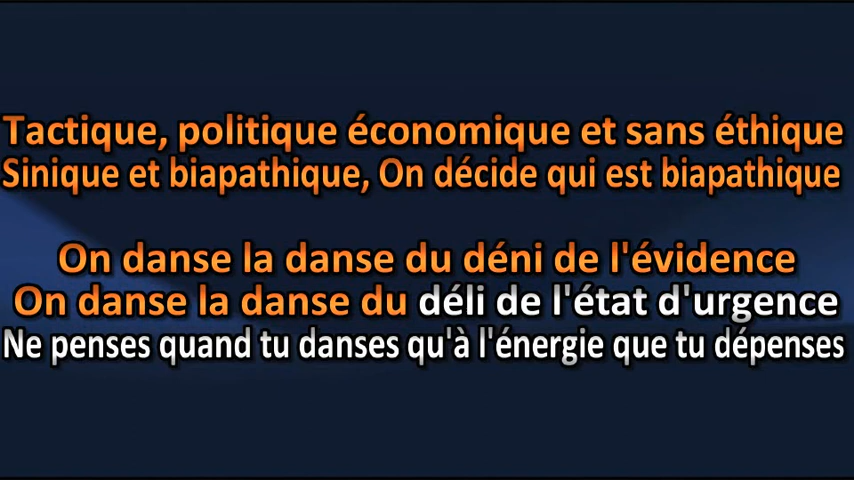 Tactique, politique économique et sans éthique
Sinique et biapathique, On décide qui est biapathique
On danse la danse du déni de l'évidence
On danse la danse du déli de l'état d'urgence
Ne penses quand tu danses qu'à l'énergie que tu dépenses